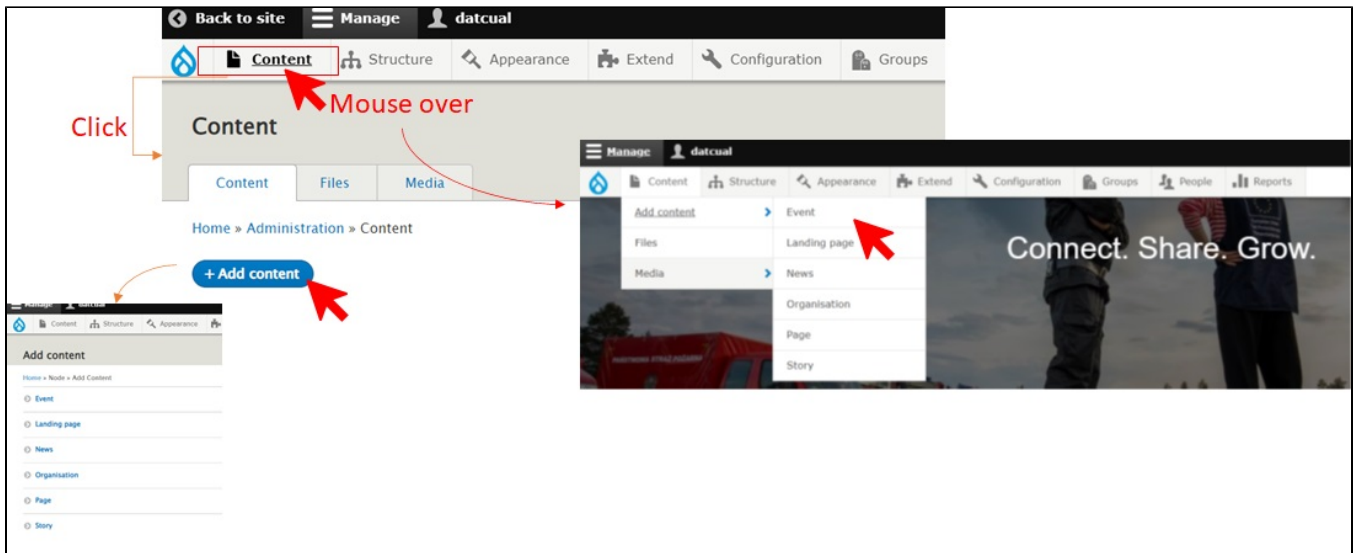 Back to site Manage datcual
Content Structure Appearance Extend Configuration Groups
Mouse over
Click
Content
Content Files Media
Home » Administration » Content
+ Add content
Manage datcual
Content Structure Appearance Extend Configuration Groups People Reports
Add content Event
Files Landing page
Media News
Organisation
Page
Story
Connect. Share. Grow.
Manage datcual
Content Structure Appearance
Add content
Home » Node » Add Content
Event
Landing page
News
Organisation
Page
Story